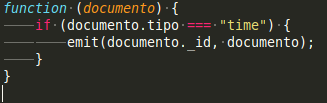 function (documento) {
    if (documento.tipo === "time") {
        emit(documento._id, documento);
    }
}